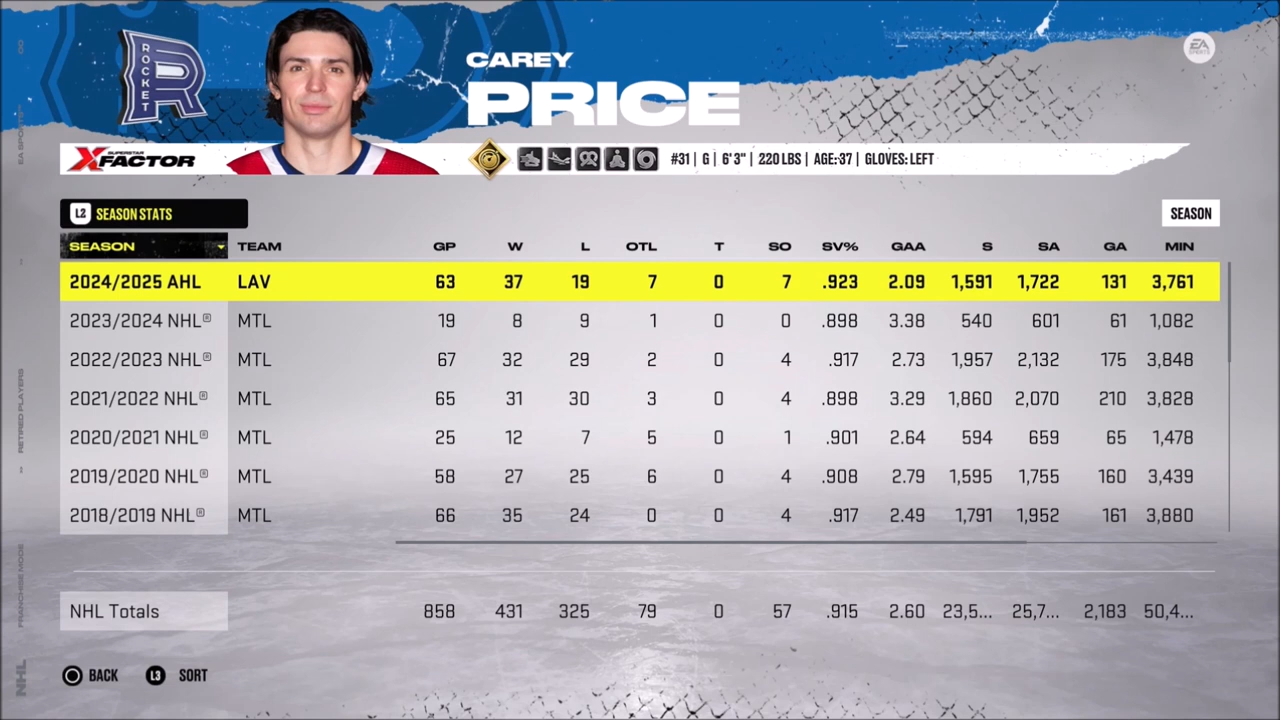 ROCKET
CAREY
PRICE
EA SPORTS
SUPERSTAR
X FACTOR
#31 | G | 6' 3" | 220 LBS | AGE: 37 | GLOVES: LEFT
L2 SEASON STATS
SEASON
SEASON TEAM GP W L OTL T SO SV% GAA S SA GA MIN
2024/2025 AHL LAV 63 37 19 7 0 7 .923 2.09 1,591 1,722 131 3,761
2023/2024 NHL® MTL 19 8 9 1 0 0 .898 3.38 540 601 61 1,082
2022/2023 NHL® MTL 67 32 29 2 0 4 .917 2.73 1,957 2,132 175 3,848
2021/2022 NHL® MTL 65 31 30 3 0 4 .898 3.29 1,860 2,070 210 3,828
2020/2021 NHL® MTL 25 12 7 5 0 1 .901 2.64 594 659 65 1,478
2019/2020 NHL® MTL 58 27 25 6 0 4 .908 2.79 1,595 1,755 160 3,439
2018/2019 NHL® MTL 66 35 24 0 0 4 .917 2.49 1,791 1,952 161 3,880
NHL Totals 858 431 325 79 0 57 .915 2.60 23,5... 25,7... 2,183 50,4...
BACK L3 SORT
NHL FRANCHISE MODE RETIRED PLAYERS